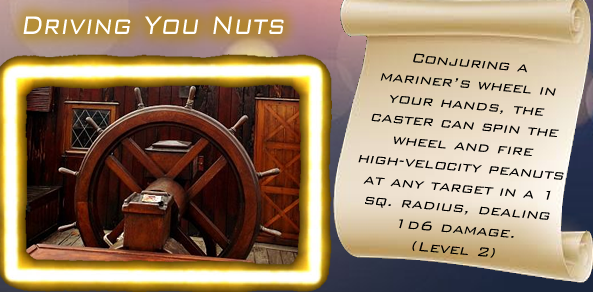 Driving You Nuts
Conjuring a
mariner's wheel in
your hands, the
caster can spin the
wheel and fire
high-velocity peanuts
at any target in a 1
sq. radius, dealing
1d6 damage.
(Level 2)